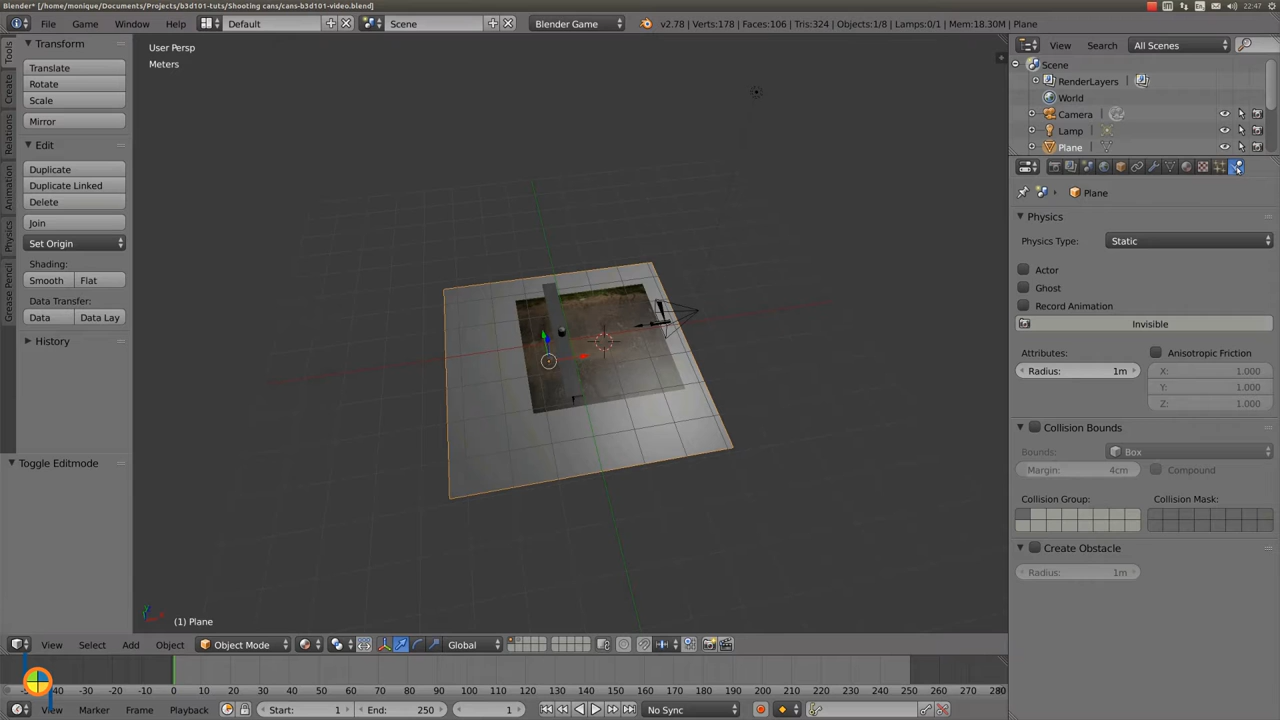 Blender* [/home/monique/Documents/Projects/b3d101-tuts/Shooting cans/cans-b3d101-video.blend]
22:47
File Game Window Help Default Scene Blender Game v2.78 | Verts:178 | Faces:106 | Tris:324 | Objects:1/8 | Lamps:0/1 | Mem:18.30M | Plane
Tools
Create
Relations
Animation
Physics
Grease Pencil
Transform
Translate
Rotate
Scale
Mirror
Edit
Duplicate
Duplicate Linked
Delete
Join
Set Origin
Shading:
Smooth Flat
Data Transfer:
Data Data Lay
History
Toggle Editmode
User Persp
Meters
(1) Plane
View Search All Scenes
Scene
RenderLayers
World
Camera
Lamp
Plane
Plane
Physics
Physics Type: Static
Actor
Ghost
Record Animation
Invisible
Attributes: Anisotropic Friction
Radius: 1m X: 1.000
Y: 1.000
Z: 1.000
Collision Bounds
Bounds: Box
Margin: 4cm Compound
Collision Group: Collision Mask:
Create Obstacle
Radius: 1m
View Select Add Object Object Mode Global
-40 -30 -20 -10 0 10 20 30 40 50 60 70 80 90 100 110 120 130 140 150 160 170 180 190 200 210 220 230 240 250 260 270 280
View Marker Frame Playback Start: 1 End: 250 1 No Sync